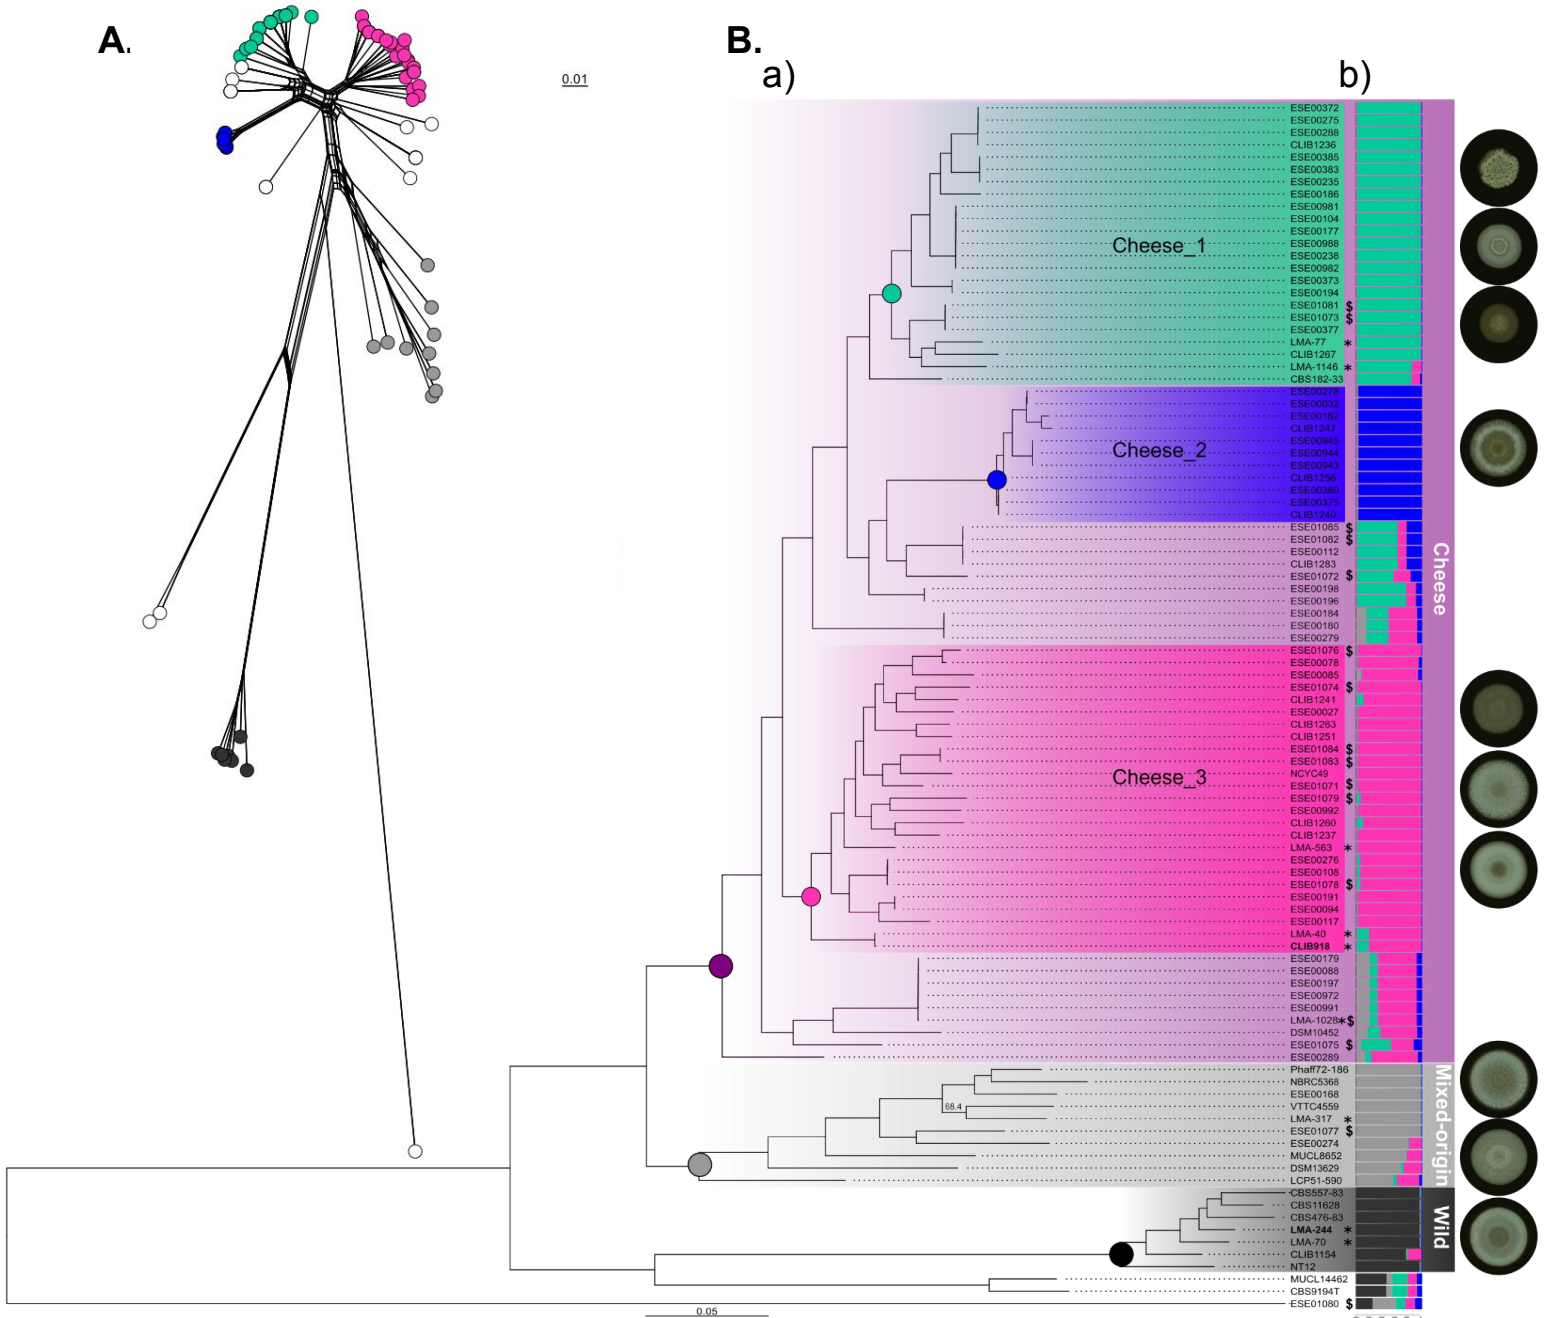 A.
B.
a)
b)
0.01
ESE00372
ESE00275
ESE00288
CLIB1236
ESE00385
ESE00383
ESE00235
ESE00186
ESE00981
ESE00104
ESE00177
ESE00988
Cheese_1
ESE00238
ESE00982
ESE00373
ESE00194
ESE01081 $
ESE01073 $
ESE00377
LMA-77 *
CLIB1267
LMA-1146 *
CBS182-33
ESE00278
ESE00032
ESE00182
CLIB1247
ESE00945
Cheese_2
ESE00944
ESE00943
CLIB1256
ESE00380
ESE00375
CLIB1240
ESE01085 $
ESE01082 $
ESE00112
CLIB1283
ESE01072 $
Cheese
ESE00198
ESE00196
ESE00184
ESE00180
ESE00279
ESE01076 $
ESE00078
ESE00085
ESE01074 $
CLIB1241
ESE00027
CLIB1263
CLIB1251
ESE01084 $
ESE01083 $
NCYC49
Cheese_3
ESE01071 $
ESE01079 $
ESE00992
CLIB1260
CLIB1237
LMA-563 *
ESE00276
ESE00108
ESE01078 $
ESE00191
ESE00094
ESE00117
LMA-40 *
CLIB918 *
ESE00179
ESE00088
ESE00197
ESE00972
ESE00991
LMA-1028*$
DSM10452
ESE01075 $
ESE00289
Phaff72-186
NBRC5368
ESE00168
68.4
VTTC4559
LMA-317 *
Mixed-origin
ESE01077 $
ESE00274
MUCL8652
DSM13629
LCP51-590
CBS557-83
CBS11628
CBS476-83
Wild
LMA-244 *
LMA-70 *
CLIB1154
NT12
MUCL14462
CBS9194T
ESE01080 $
0.05